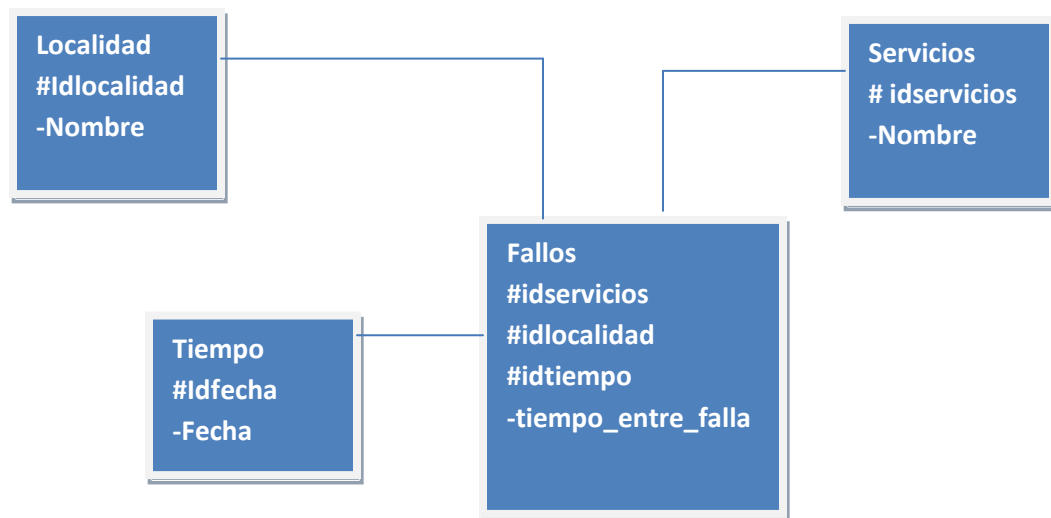 Localidad
#Idlocalidad
-Nombre
Servicios
# idservicios
-Nombre
Fallos
#idservicios
#idlocalidad
#idtiempo
-tiempo_entre_falla
Tiempo
#Idfecha
-Fecha